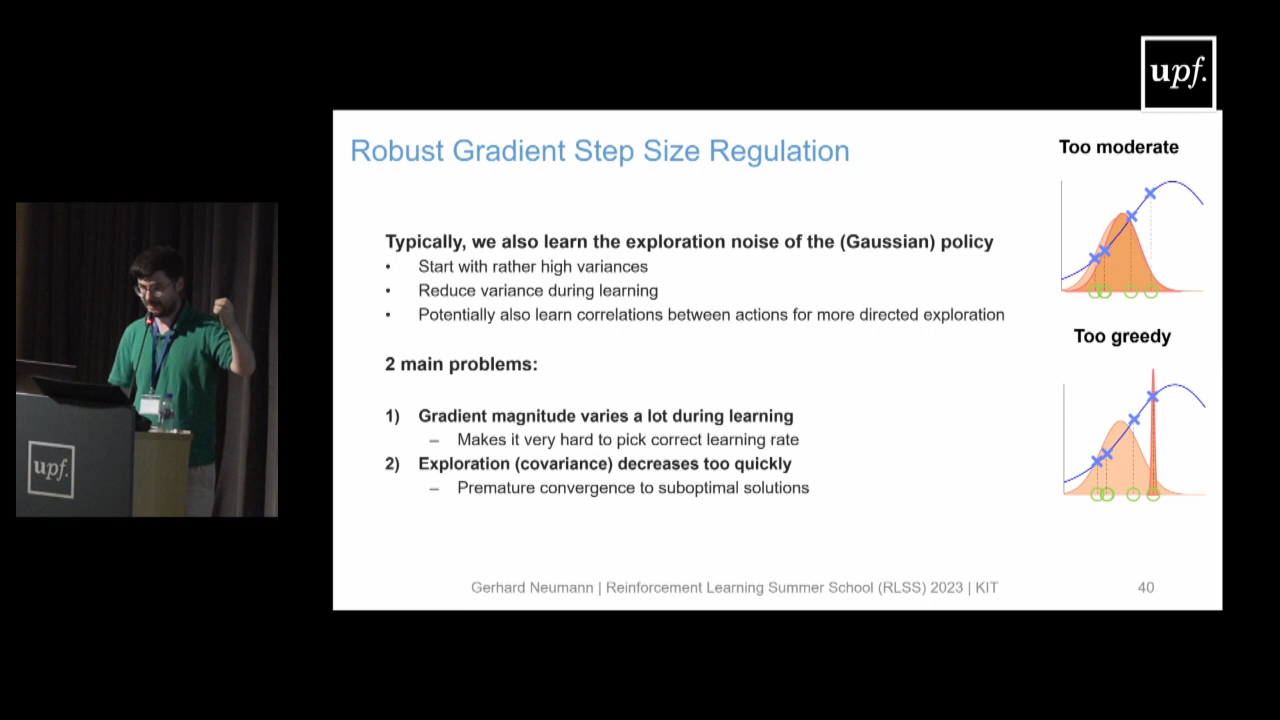 upf.
Robust Gradient Step Size Regulation
Too moderate
Typically, we also learn the exploration noise of the (Gaussian) policy
• Start with rather high variances
• Reduce variance during learning
• Potentially also learn correlations between actions for more directed exploration
Too greedy
2 main problems:
1) Gradient magnitude varies a lot during learning
– Makes it very hard to pick correct learning rate
2) Exploration (covariance) decreases too quickly
– Premature convergence to suboptimal solutions
upf.
Gerhard Neumann | Reinforcement Learning Summer School (RLSS) 2023 | KIT
40